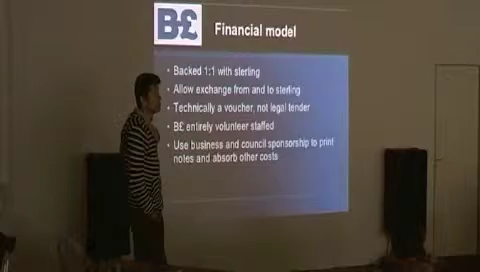 B£
Financial model
• Backed 1:1 with sterling
• Allow exchange from and to sterling
• Technically a voucher, not legal tender
• B£ entirely volunteer staffed
• Use business and council sponsorship to print
notes and absorb other costs